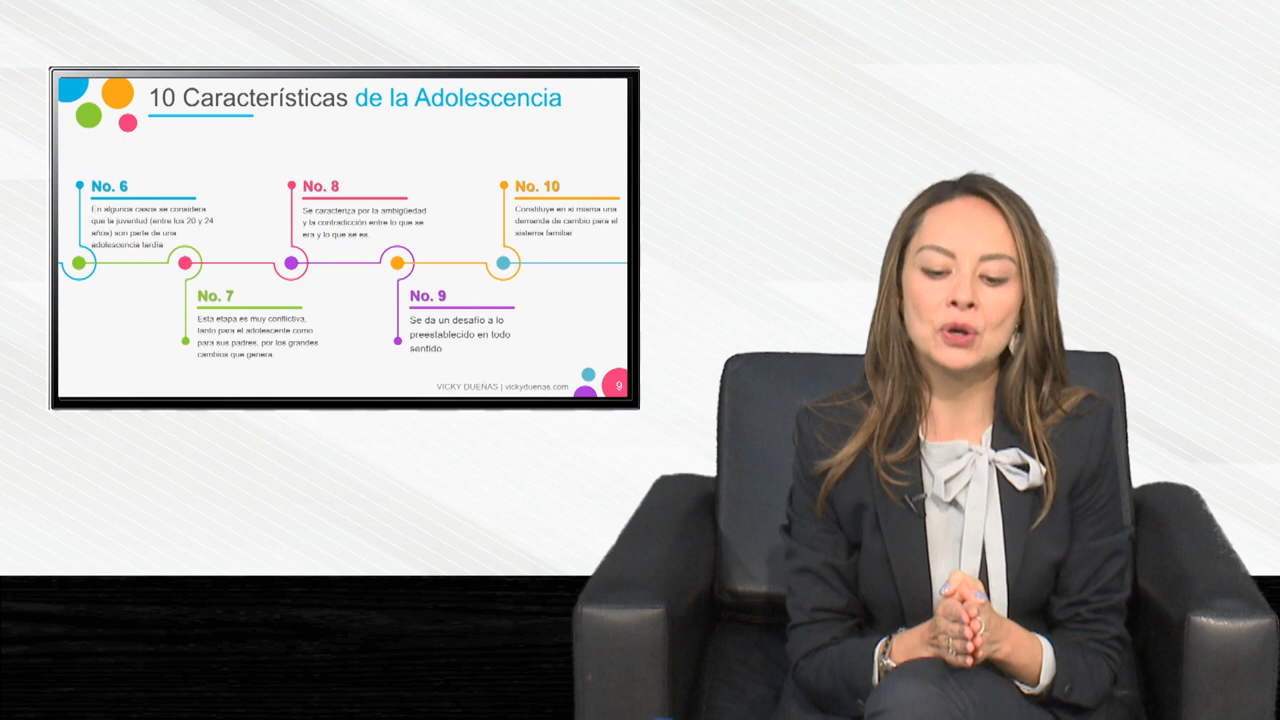 10 Características de la Adolescencia
No. 6
En algunos casos se considera
que la juventud (entre los 20 y 24
años) son parte de una
adolescencia tardía
No. 8
Se caracteriza por la ambigüedad
y la contradicción entre lo que se
era y lo que se es.
No. 10
Constituye en si misma una
demanda de cambio para el
sistema familiar
No. 7
Esta etapa es muy conflictiva,
tanto para el adolescente como
para sus padres, por los grandes
cambios que genera.
No. 9
Se da un desafío a lo
preestablecido en todo
sentido
VICKY DUEÑAS | vickyduenas.com
9